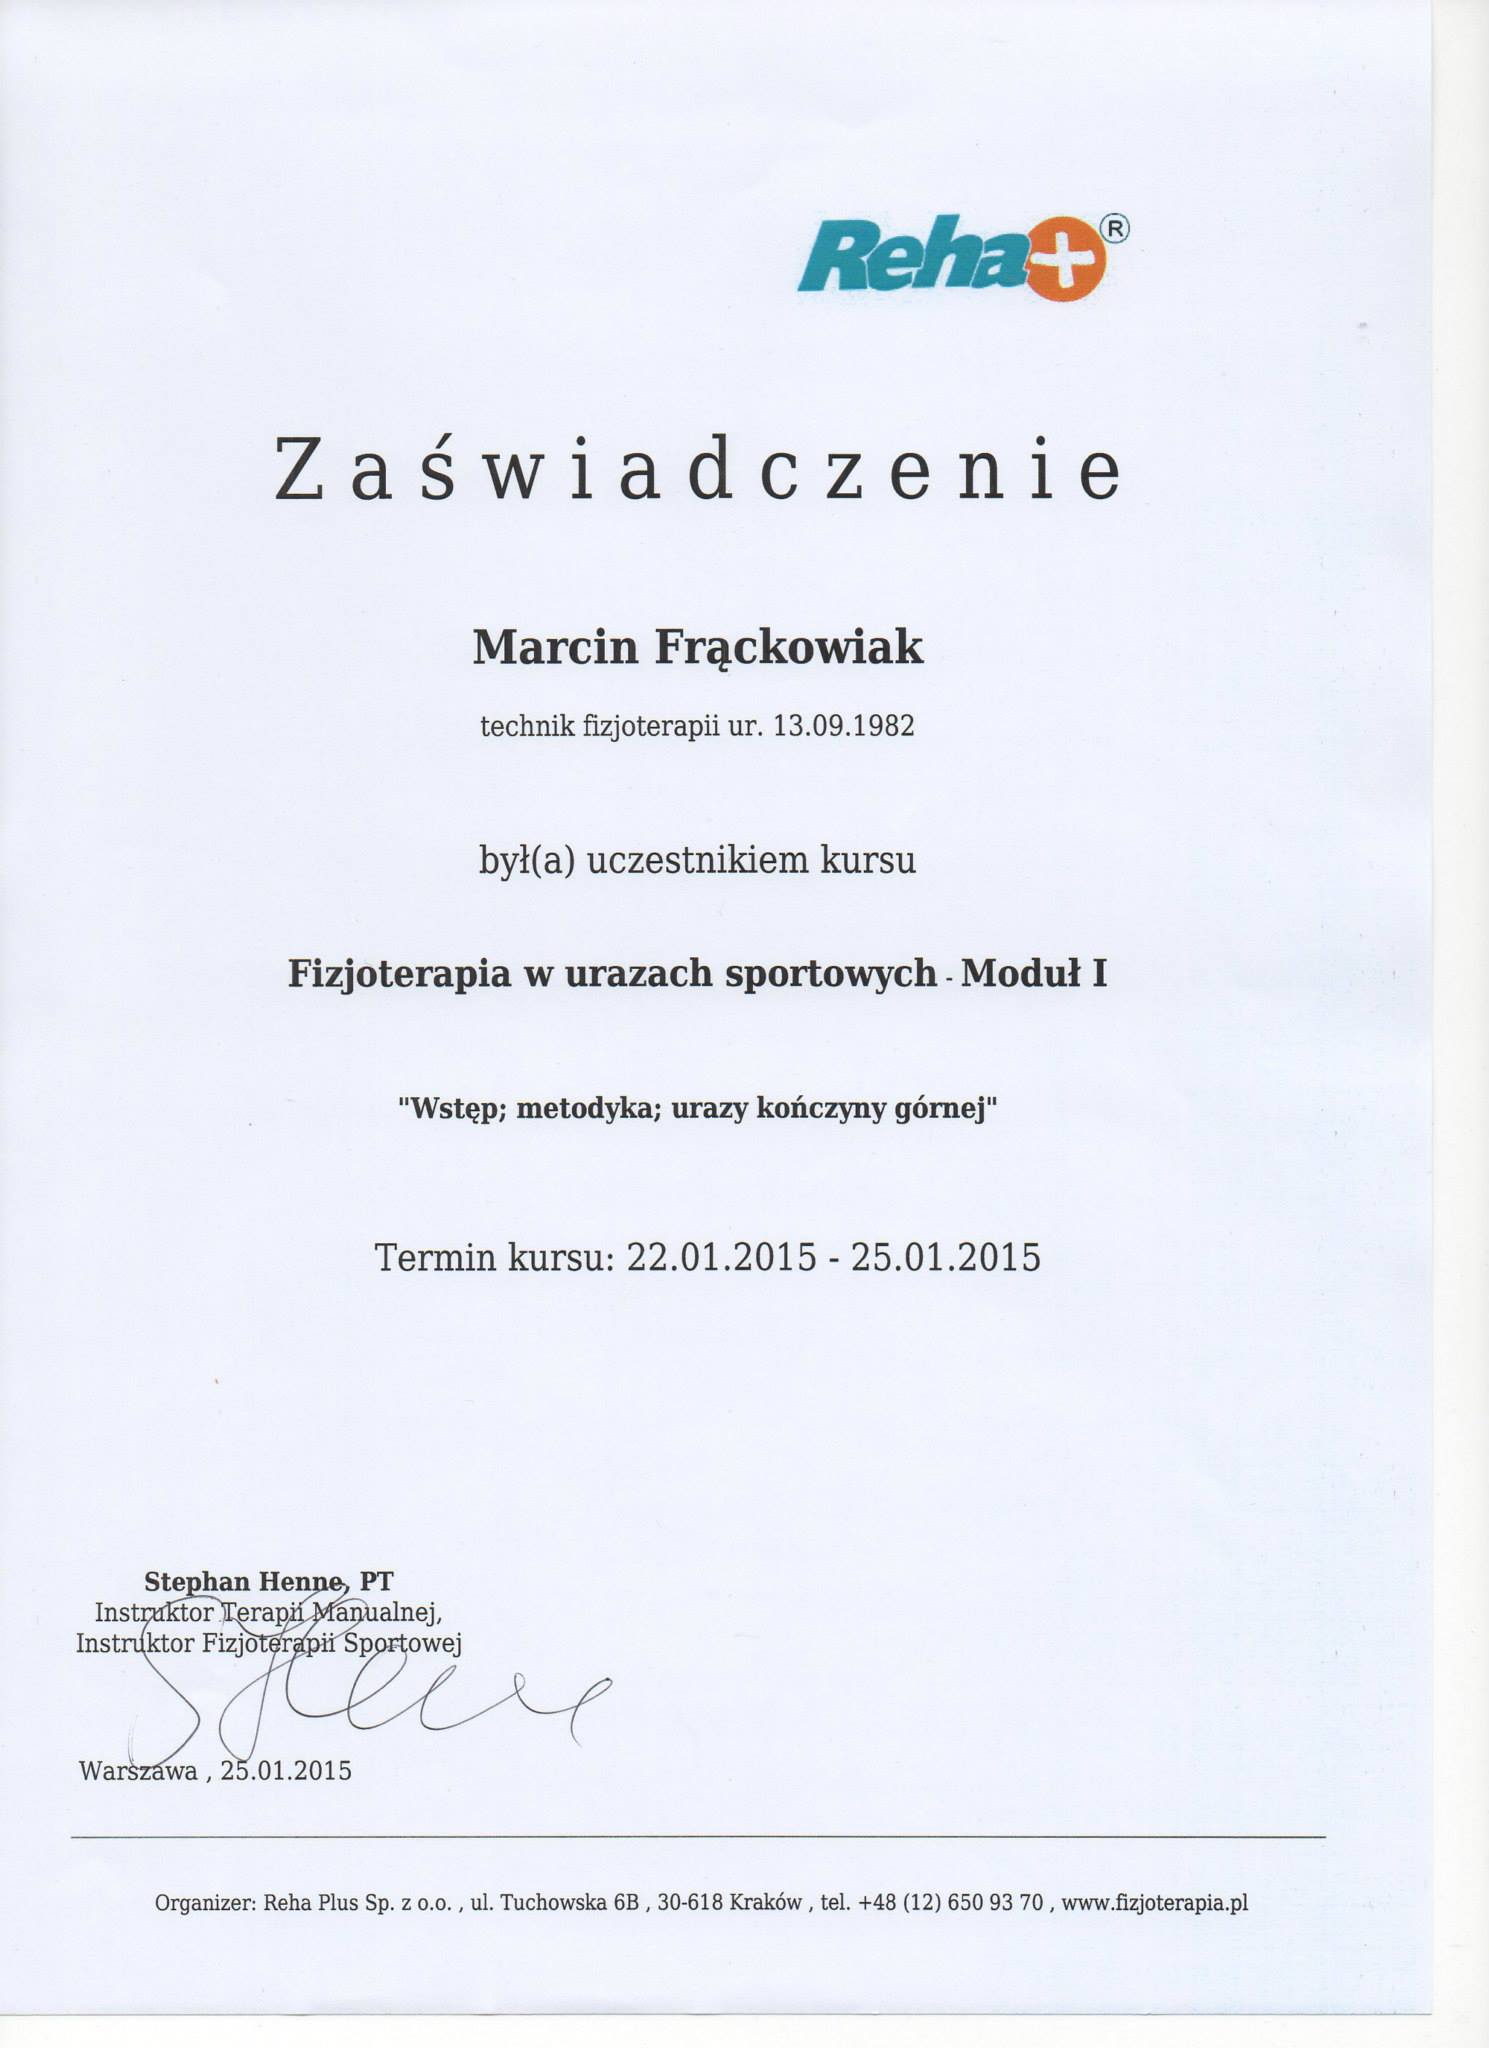 Reha+®
Zaświadczenie
Marcin Frąckowiak
technik fizjoterapii ur. 13.09.1982
był(a) uczestnikiem kursu
Fizjoterapia w urazach sportowych - Moduł I
"Wstęp; metodyka; urazy kończyny górnej"
Termin kursu: 22.01.2015 - 25.01.2015
Stephan Henne, PT
Instruktor Terapii Manualnej,
Instruktor Fizjoterapii Sportowej
Warszawa , 25.01.2015
Organizer: Reha Plus Sp. z o.o. , ul. Tuchowska 6B , 30-618 Kraków , tel. +48 (12) 650 93 70 , www.fizjoterapia.pl